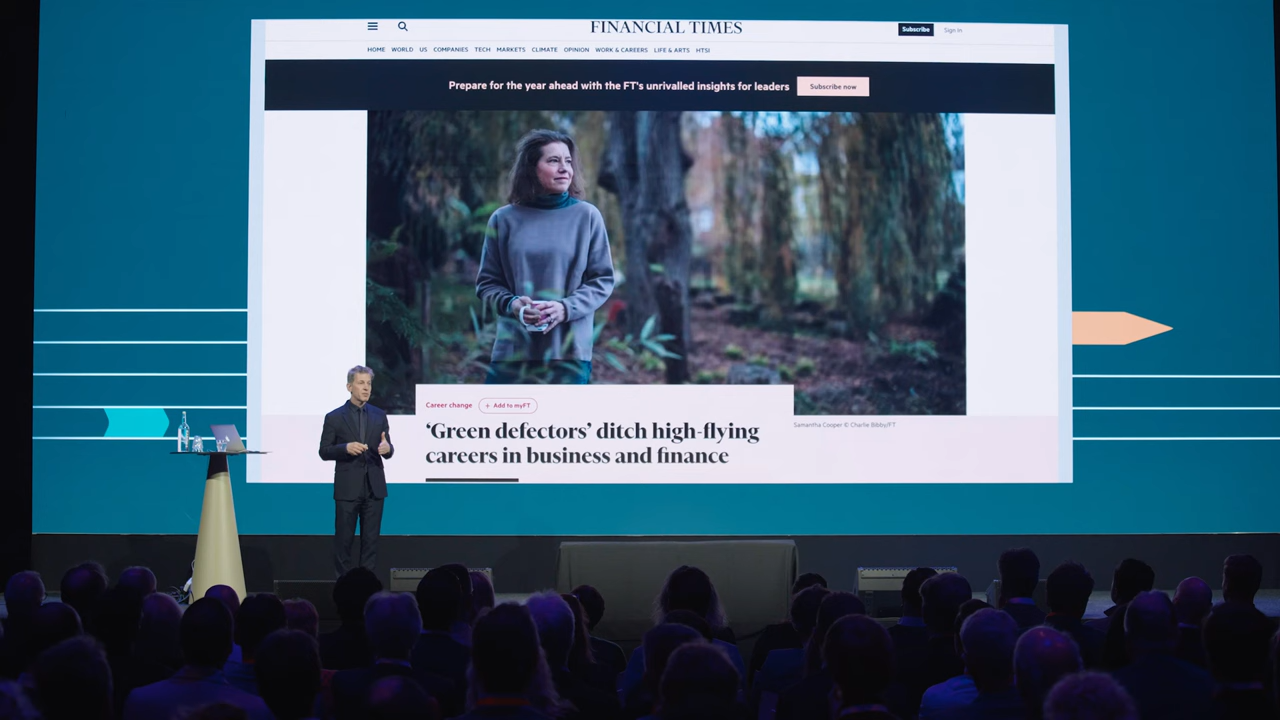 FINANCIAL TIMES
Subscribe
Sign In
HOME WORLD US COMPANIES TECH MARKETS CLIMATE OPINION WORK & CAREERS LIFE & ARTS HTSI
Prepare for the year ahead with the FT's unrivalled insights for leaders
Subscribe now
Career change
+ Add to myFT
‘Green defectors’ ditch high-flying
careers in business and finance
Samantha Cooper © Charlie Bibby/FT